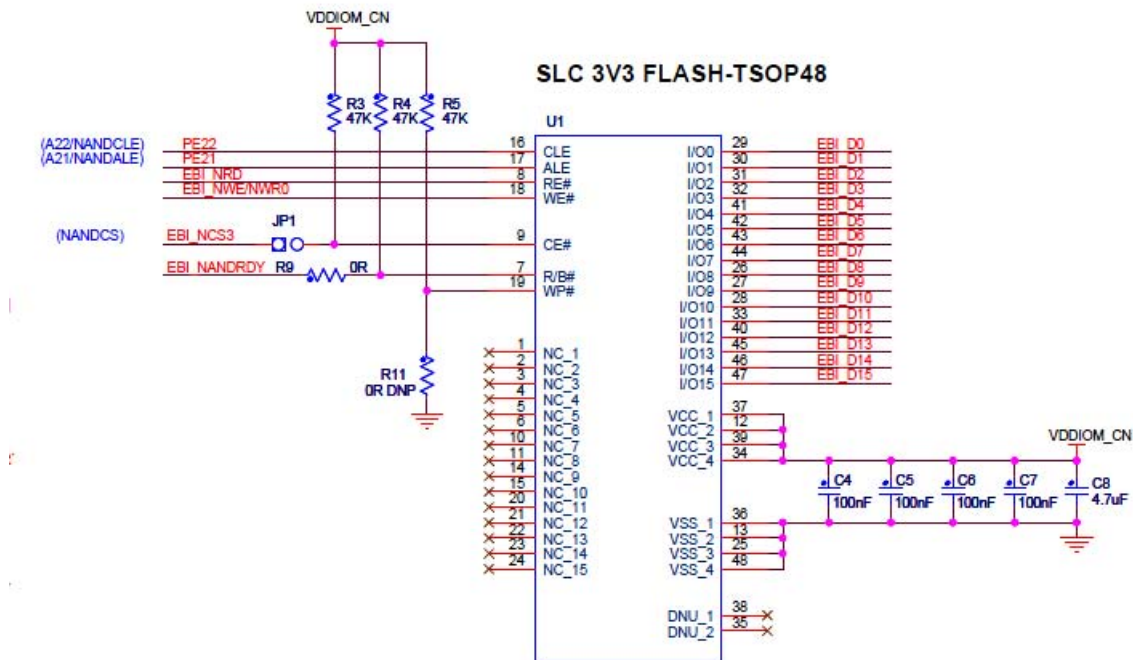 VDDIOM_CN
SLC 3V3 FLASH-TSOP48
R3
47K
R4
47K
R5
47K
U1
(A22/NANDCLE) PE22 16 CLE
(A21/NANDALE) PE21 17 ALE
EBI_NRD 8 RE#
EBI_NWE/NWR0 18 WE#
JP1
(NANDCS) EBI_NCS3 9 CE#
EBI_NANDRDY R9 0R 7 R/B#
19 WP#
R11
0R DNP
1 NC_1
2 NC_2
3 NC_3
4 NC_4
5 NC_5
6 NC_6
10 NC_7
11 NC_8
14 NC_9
15 NC_10
20 NC_11
21 NC_12
22 NC_13
23 NC_14
24 NC_15
I/O0 29 EBI_D0
I/O1 30 EBI_D1
I/O2 31 EBI_D2
I/O3 32 EBI_D3
I/O4 41 EBI_D4
I/O5 42 EBI_D5
I/O6 43 EBI_D6
I/O7 44 EBI_D7
I/O8 26 EBI_D8
I/O9 27 EBI_D9
I/O10 28 EBI_D10
I/O11 33 EBI_D11
I/O12 40 EBI_D12
I/O13 45 EBI_D13
I/O14 46 EBI_D14
I/O15 47 EBI_D15
VCC_1 37
VCC_2 12
VCC_3 39
VCC_4 34
VDDIOM_CN
C4
100nF
C5
100nF
C6
100nF
C7
100nF
C8
4.7uF
VSS_1 36
VSS_2 13
VSS_3 25
VSS_4 48
DNU_1 38
DNU_2 35